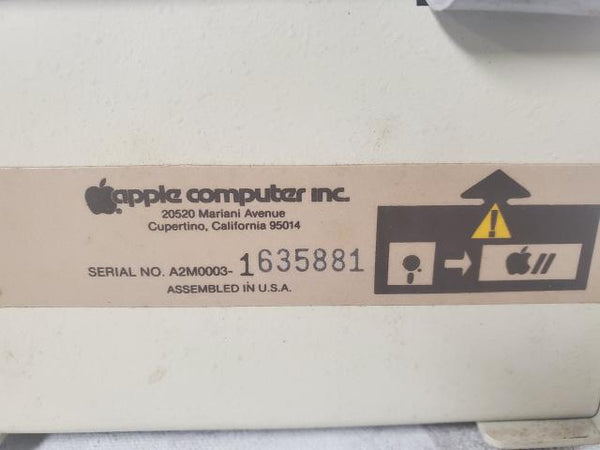 apple computer inc.
20520 Mariani Avenue
Cupertino, California 95014
SERIAL NO. A2M0003-1635881
ASSEMBLED IN U.S.A.
!
//